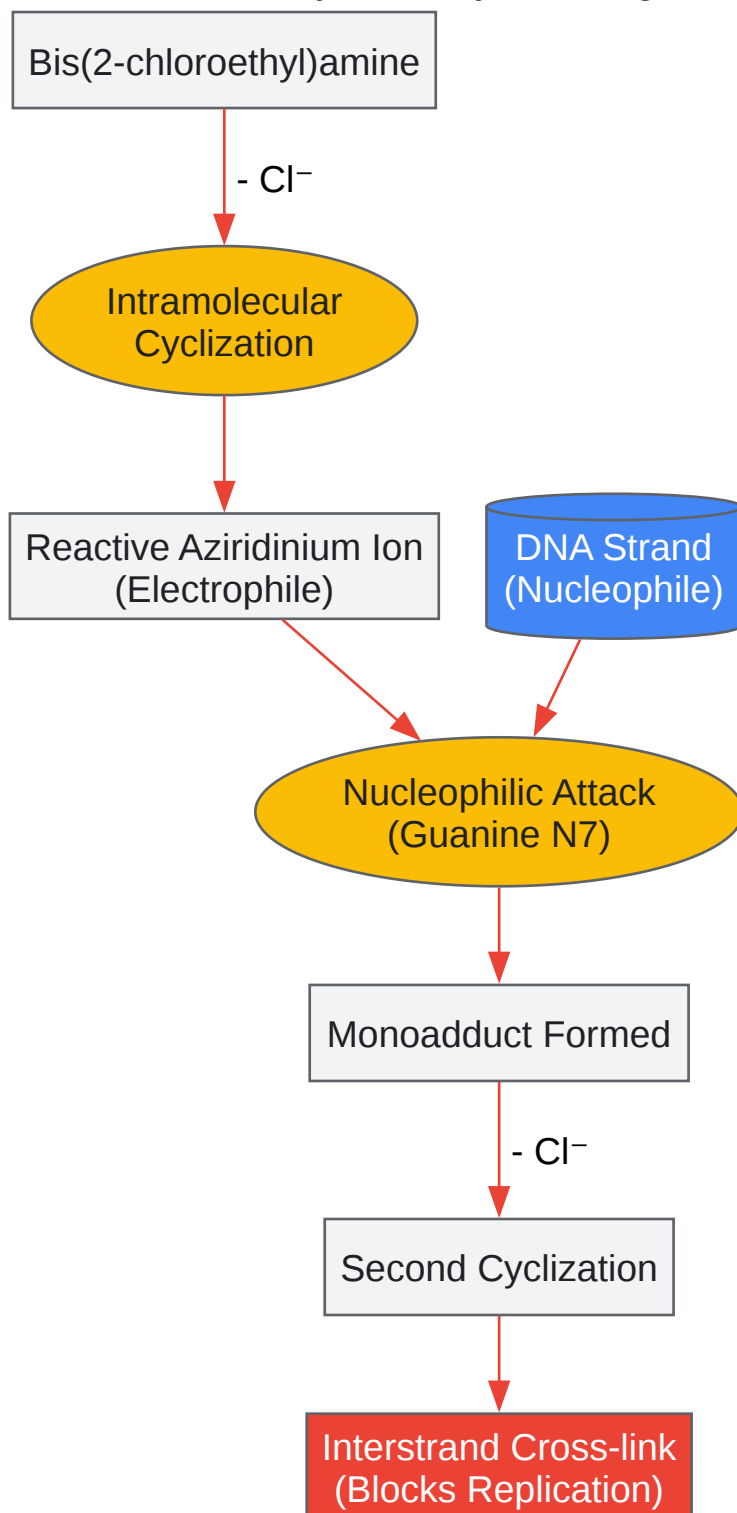 Bis(2-chloroethyl)amine
- Cl⁻
Intramolecular
Cyclization
Reactive Aziridinium Ion
(Electrophile)
DNA Strand
(Nucleophile)
Nucleophilic Attack
(Guanine N7)
Monoadduct Formed
- Cl⁻
Second Cyclization
Interstrand Cross-link
(Blocks Replication)